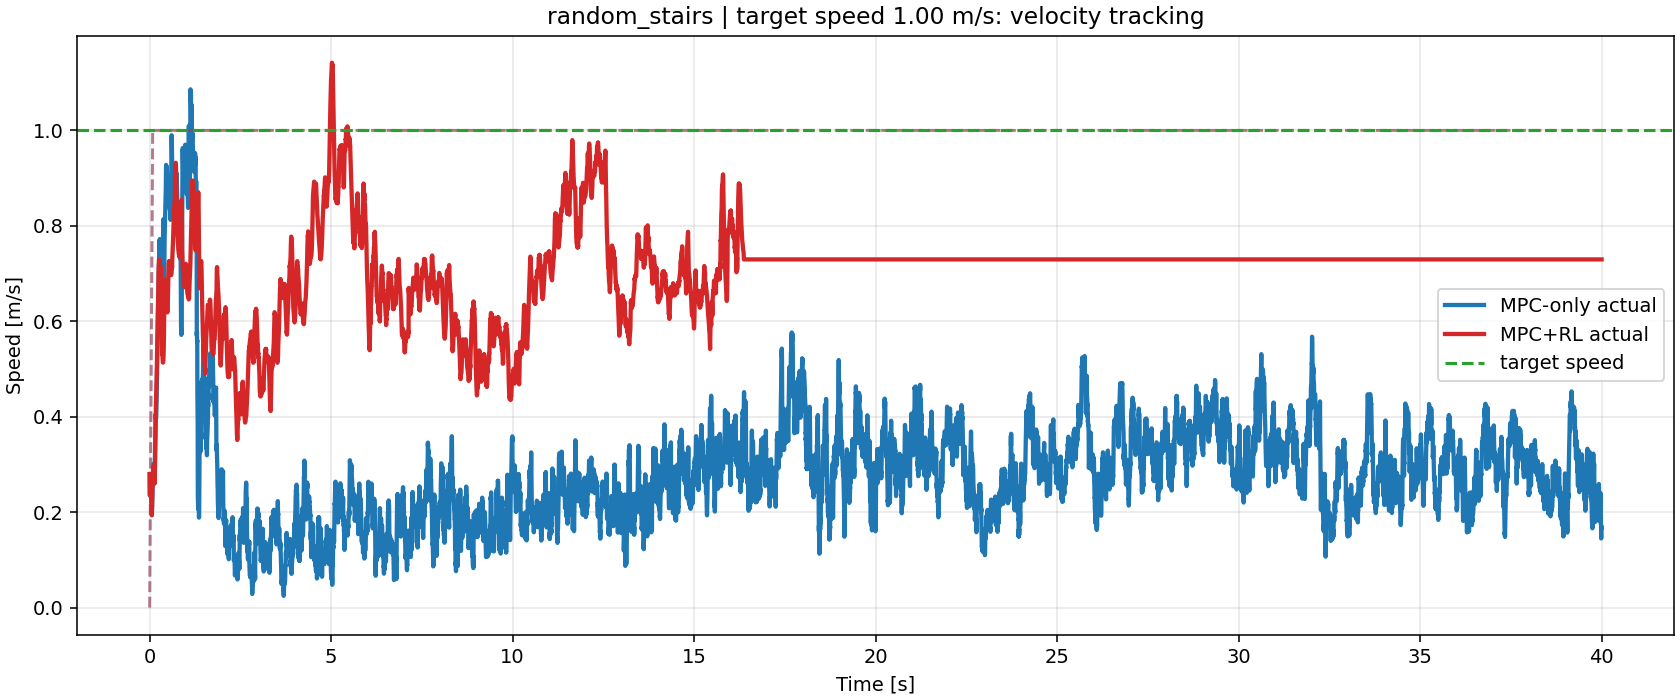 random_stairs | target speed 1.00 m/s: velocity tracking
Speed [m/s]
1.0
0.8
0.6
0.4
0.2
0.0
MPC-only actual
MPC+RL actual
target speed
0 5 10 15 20 25 30 35 40
Time [s]